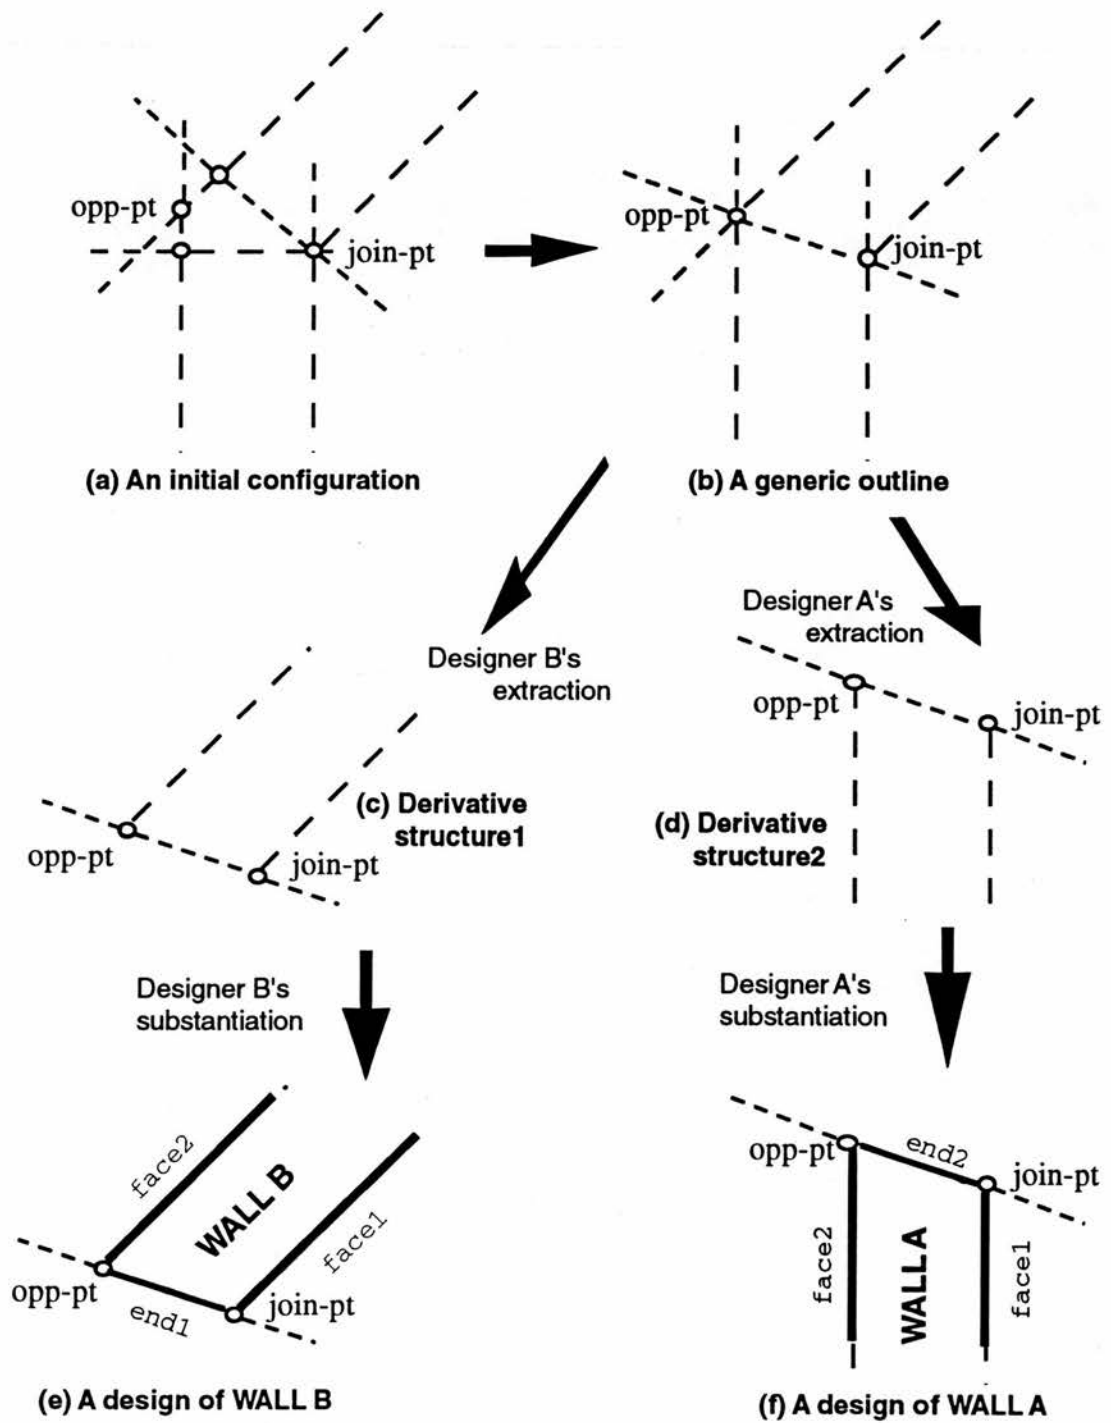 opp-pt
join-pt
opp-pt
join-pt
(a) An initial configuration
(b) A generic outline
Designer B's
extraction
Designer A's
extraction
opp-pt
join-pt
(c) Derivative
structure1
opp-pt
join-pt
(d) Derivative
structure2
Designer B's
substantiation
Designer A's
substantiation
face2
WALL B
face1
opp-pt
end1
join-pt
opp-pt
end2
join-pt
face2
WALL A
face1
(e) A design of WALL B
(f) A design of WALL A